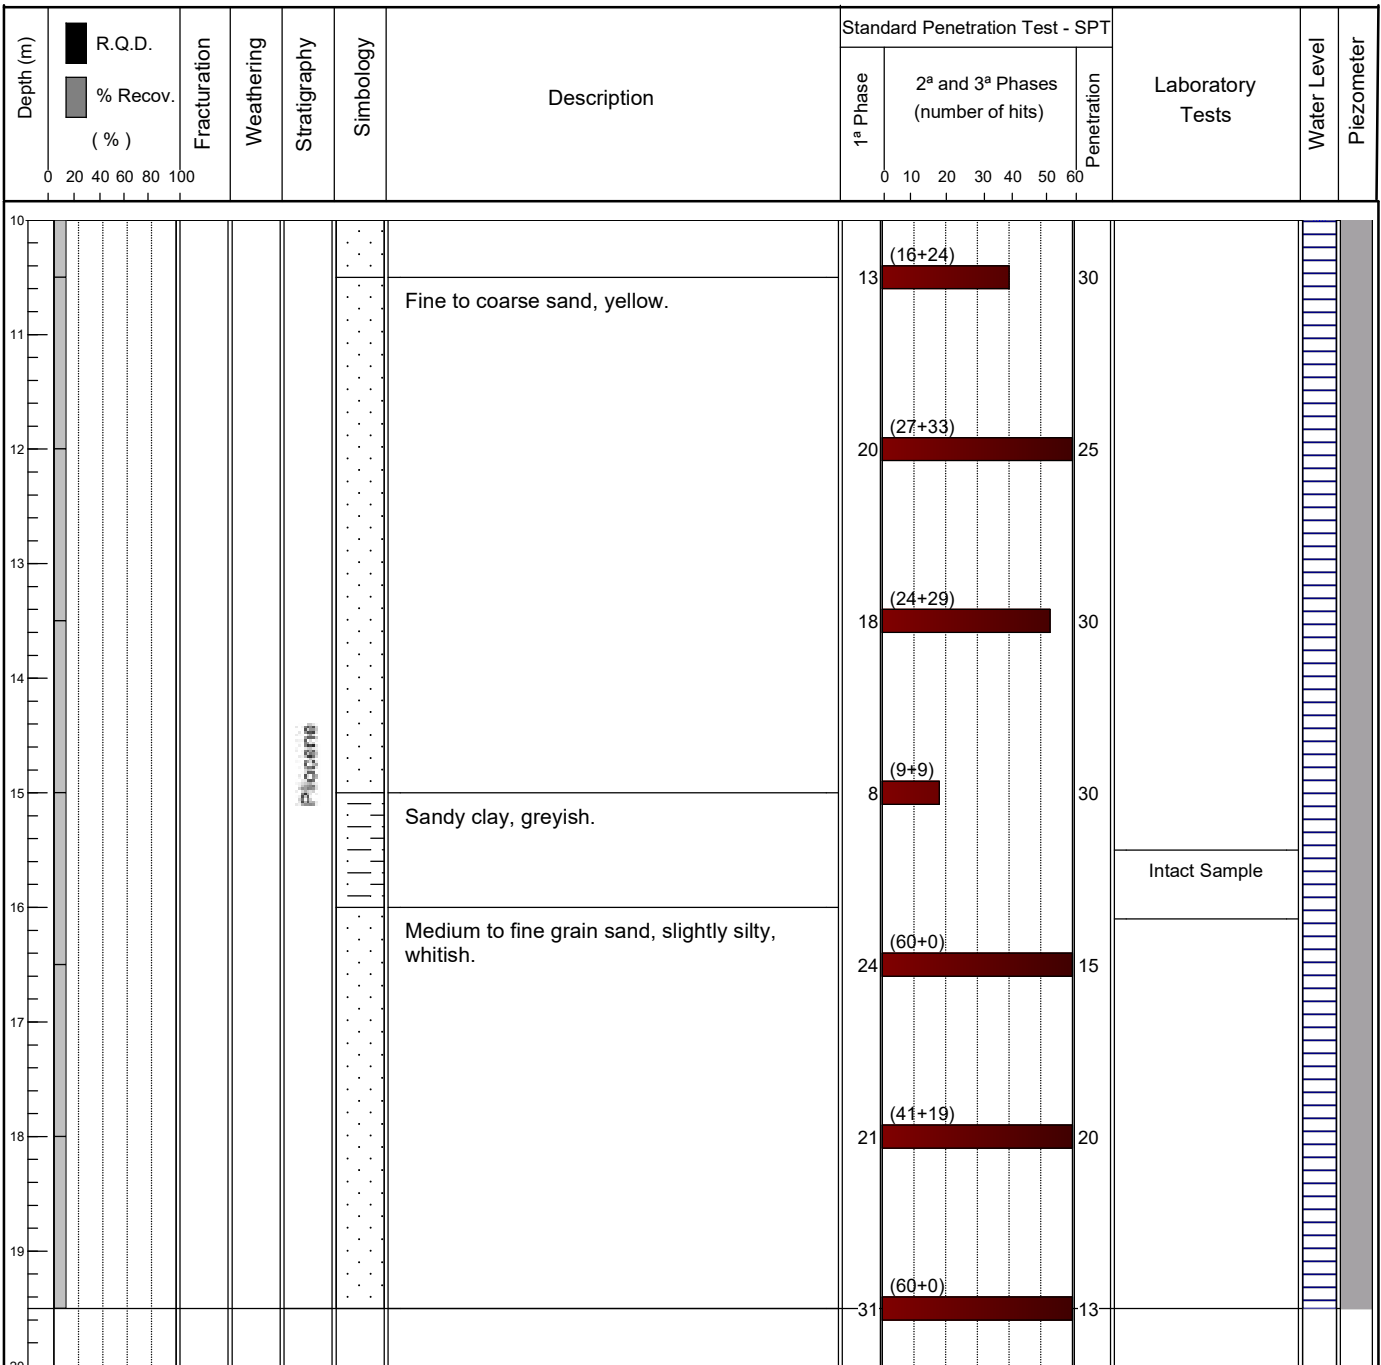 Depth (m)
R.Q.D.
% Recov.
( % )
0 20 40 60 80 100
Fracturation
Weathering
Stratigraphy
Simbology
Description
Standard Penetration Test - SPT
1ª Phase
2ª and 3ª Phases
(number of hits)
0 10 20 30 40 50 60
Penetration
Laboratory
Tests
Water Level
Piezometer
10
(16+24)
13 30
Fine to coarse sand, yellow.
11
(27+33)
12 20 25
13
(24+29)
18 30
14
Pliocene
(9+9)
15 8 30
Sandy clay, greyish.
Intact Sample
16
Medium to fine grain sand, slightly silty,
whitish.
(60+0)
24 15
17
(41+19)
18 21 20
19
(60+0)
31 13
20